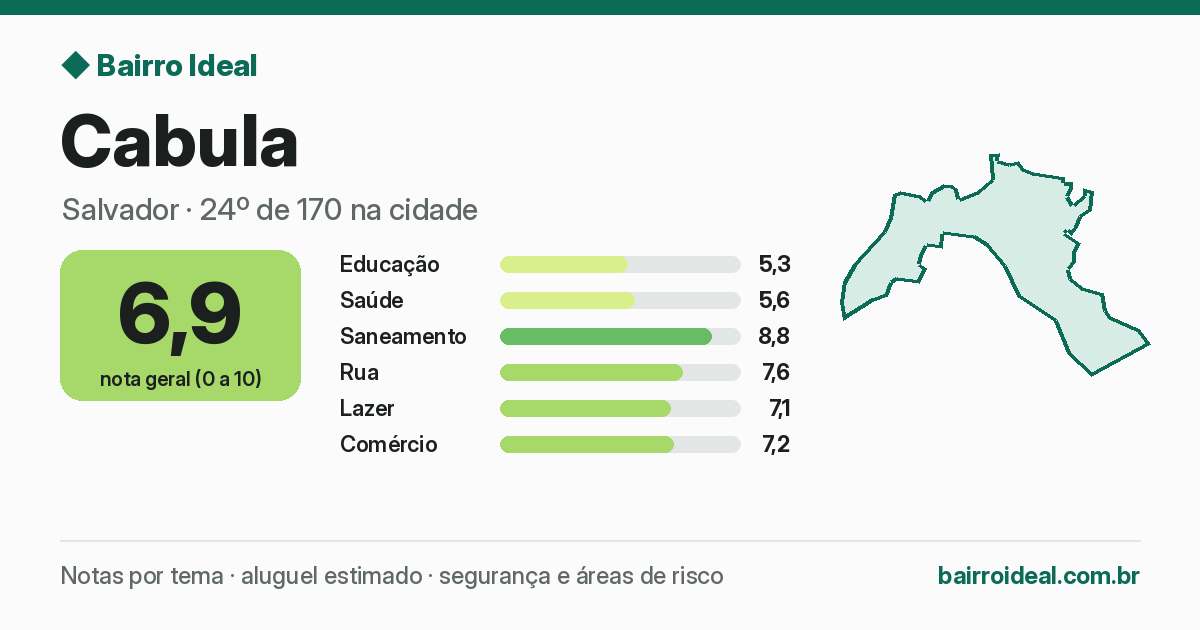 Bairro Ideal
Cabula
Salvador · 24º de 170 na cidade
6,9
nota geral (0 a 10)
Educação 5,3
Saúde 5,6
Saneamento 8,8
Rua 7,6
Lazer 7,1
Comércio 7,2
Notas por tema · aluguel estimado · segurança e áreas de risco
bairroideal.com.br